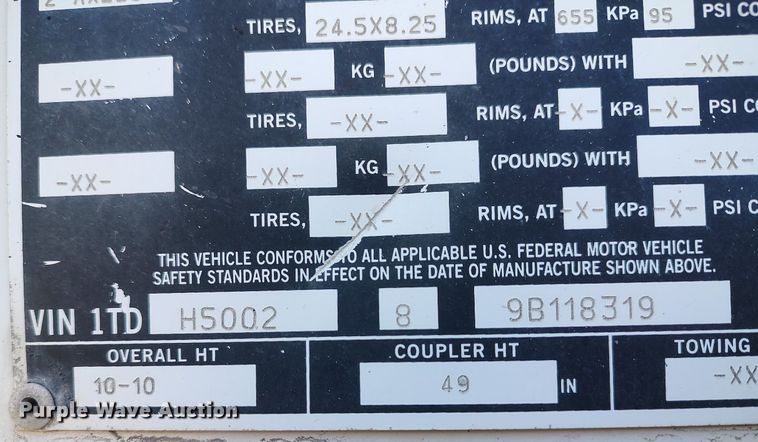 TIRES, 24.5X8.25 RIMS, AT 655 KPa 95 PSI CO
-XX- -XX- KG -XX- (POUNDS) WITH -XX-
TIRES, -XX- RIMS, AT -X- KPa -X- PSI CO
-XX- -XX- KG -XX- (POUNDS) WITH -XX-
TIRES, -XX- RIMS, AT -X- KPa -X- PSI C
THIS VEHICLE CONFORMS TO ALL APPLICABLE U.S. FEDERAL MOTOR VEHICLE
SAFETY STANDARDS IN EFFECT ON THE DATE OF MANUFACTURE SHOWN ABOVE.
VIN 1TD H5002 8 9B118319
OVERALL HT COUPLER HT TOWING
10-10 49 IN -XX
Purple Wave Auction